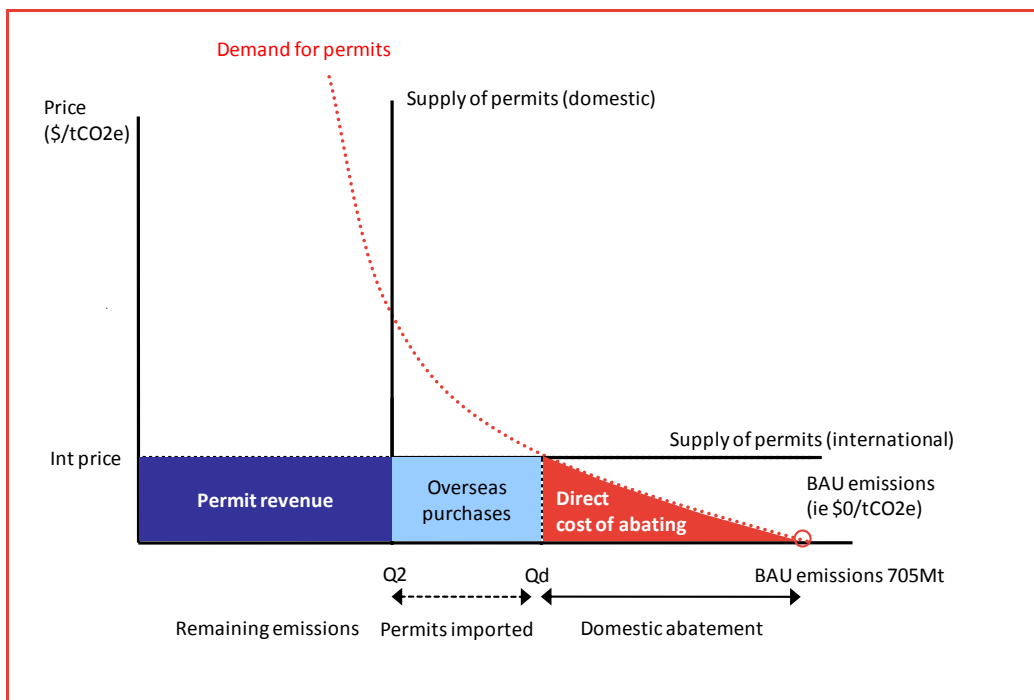 Demand for permits
Supply of permits (domestic)
Price
($/tCO2e)
Supply of permits (international)
Int price
BAU emissions
(ie $0/tCO2e)
Permit revenue
Overseas
purchases
Direct
cost of abating
Q2
Qd
BAU emissions 705Mt
Remaining emissions
Permits imported
Domestic abatement